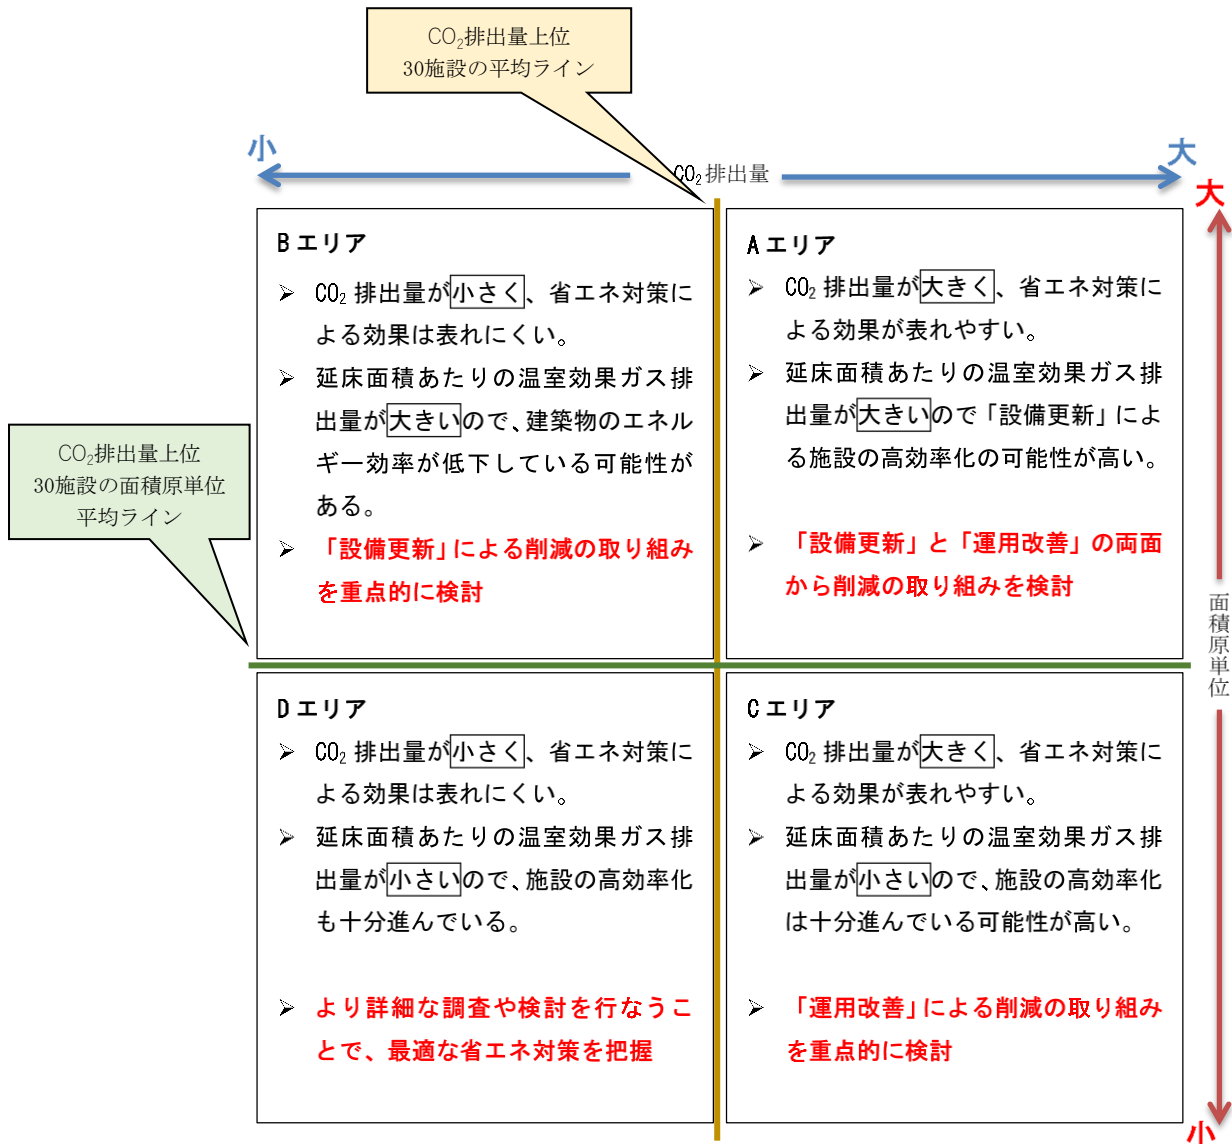 CO₂排出量上位
30施設の平均ライン
小
大
CO₂排出量
大
Bエリア
➢ CO₂ 排出量が小さく、省エネ対策に
よる効果は表れにくい。
➢ 延床面積あたりの温室効果ガス排
出量が大きいので、建築物のエネル
ギー効率が低下している可能性が
ある。
➢ 「設備更新」による削減の取り組み
を重点的に検討
Aエリア
➢ CO₂ 排出量が大きく、省エネ対策に
よる効果が表れやすい。
➢ 延床面積あたりの温室効果ガス排
出量が大きいので「設備更新」によ
る施設の高効率化の可能性が高い。
➢ 「設備更新」と「運用改善」の両面
から削減の取り組みを検討
CO₂排出量上位
30施設の面積原単位
平均ライン
面積原単位
Dエリア
➢ CO₂ 排出量が小さく、省エネ対策に
よる効果は表れにくい。
➢ 延床面積あたりの温室効果ガス排
出量が小さいので、施設の高効率化
も十分進んでいる。
➢ より詳細な調査や検討を行なうこ
とで、最適な省エネ対策を把握
Cエリア
➢ CO₂ 排出量が大きく、省エネ対策に
よる効果が表れやすい。
➢ 延床面積あたりの温室効果ガス排
出量が小さいので、施設の高効率化
は十分進んでいる可能性が高い。
➢ 「運用改善」による削減の取り組み
を重点的に検討
小